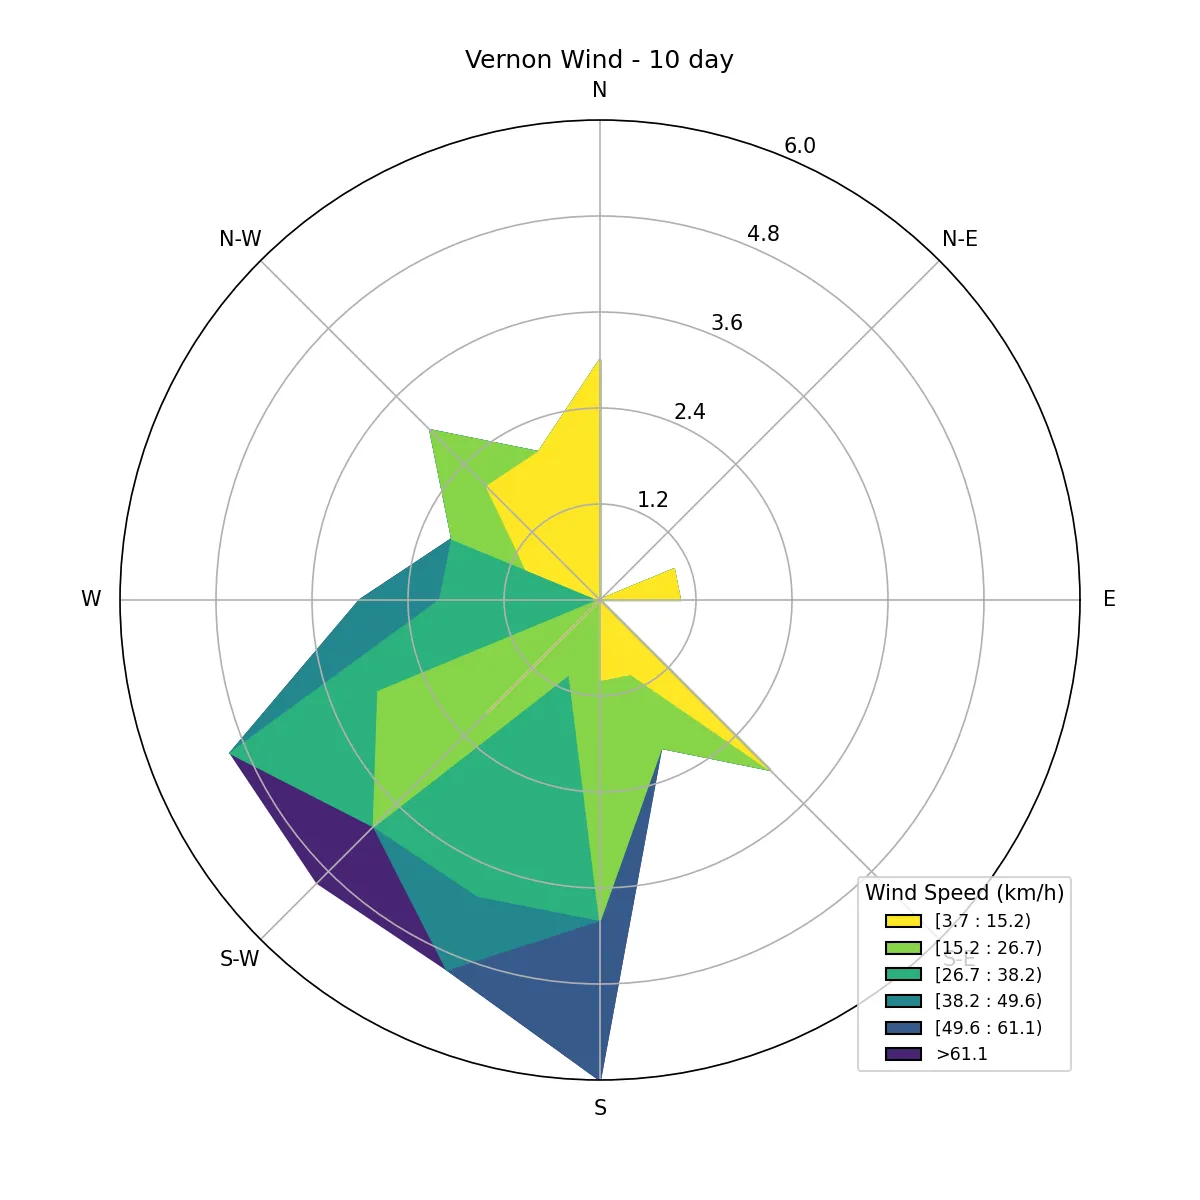 Vernon Wind - 10 day
N
6.0
4.8
N-W
N-E
3.6
2.4
1.2
W
E
Wind Speed (km/h)
[3.7 : 15.2)
[15.2 : 26.7)
S-W
S-E
[26.7 : 38.2)
[38.2 : 49.6)
[49.6 : 61.1)
>61.1
S